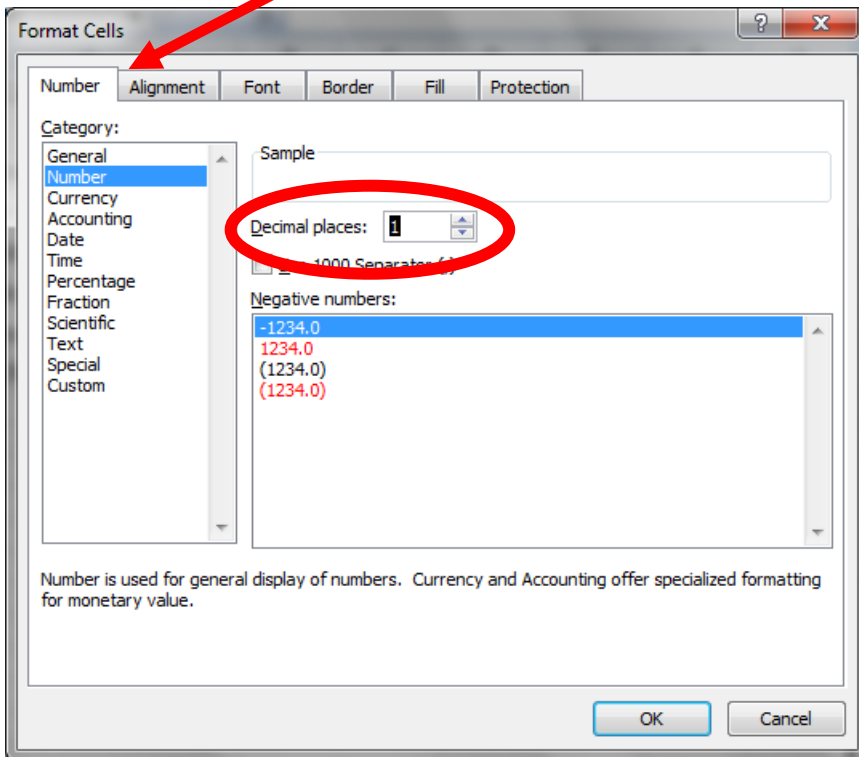 Format Cells
Number Alignment Font Border Fill Protection
Category:
General
Number
Currency
Accounting
Date
Time
Percentage
Fraction
Scientific
Text
Special
Custom
Sample
Decimal places: 1
1000 Separator (,)
Negative numbers:
-1234.0
1234.0
(1234.0)
(1234.0)
Number is used for general display of numbers. Currency and Accounting offer specialized formatting
for monetary value.
OK Cancel